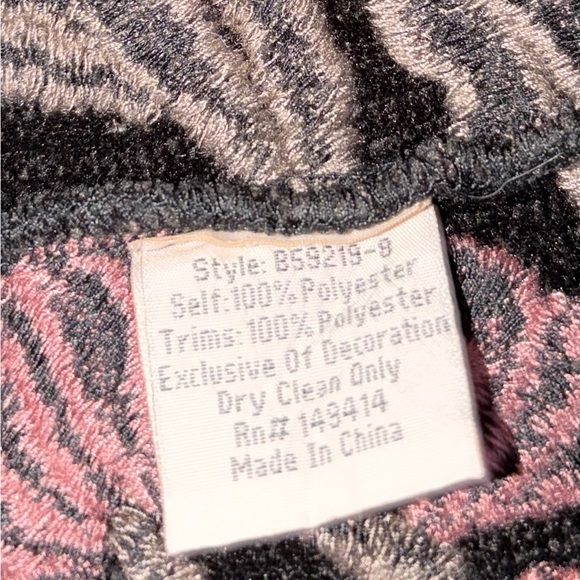 Style: B59219-9
Self:100% Polyester
Trims:100% Polyester
Exclusive Of Decoration
Dry Clean Only
Rn# 149414
Made In China